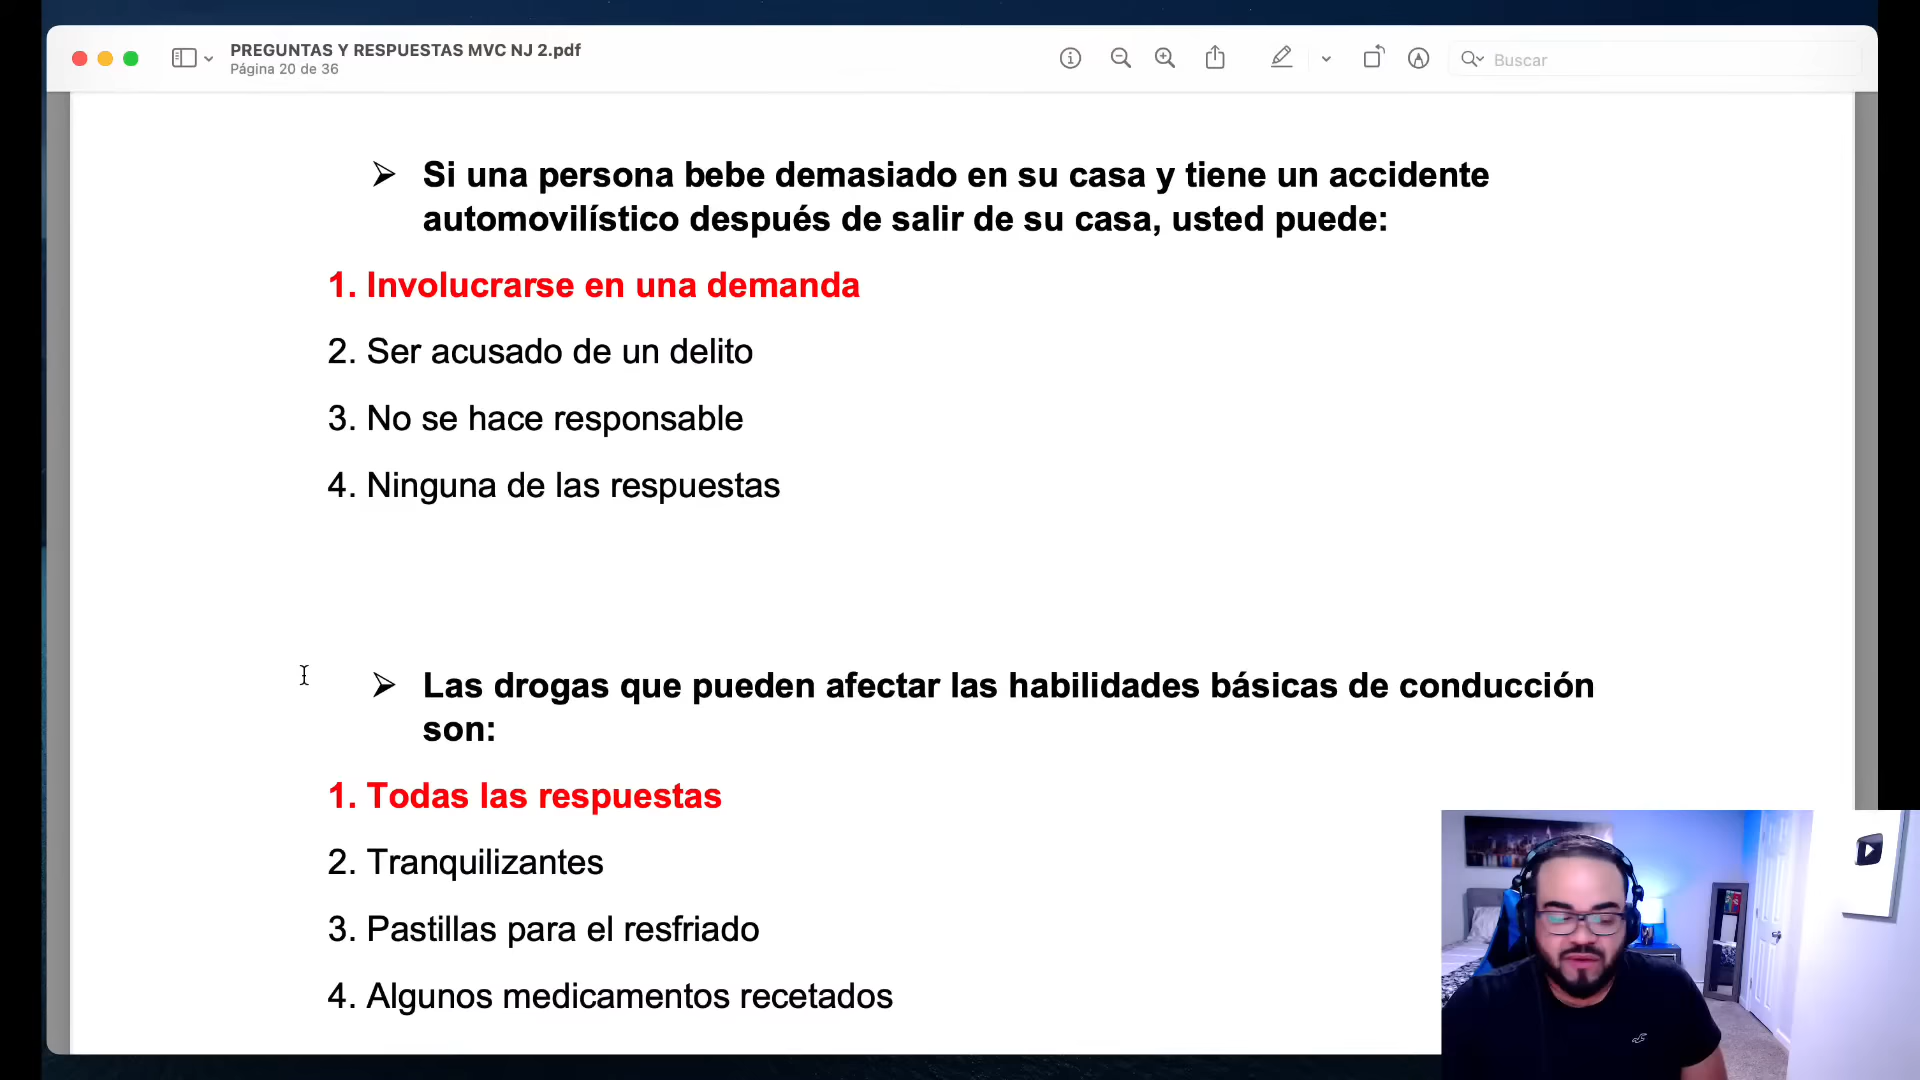 PREGUNTAS Y RESPUESTAS MVC NJ 2.pdf
Página 20 de 36
Buscar
➢ Si una persona bebe demasiado en su casa y tiene un accidente
automovilístico después de salir de su casa, usted puede:
1. Involucrarse en una demanda
2. Ser acusado de un delito
3. No se hace responsable
4. Ninguna de las respuestas
➢ Las drogas que pueden afectar las habilidades básicas de conducción
son:
1. Todas las respuestas
2. Tranquilizantes
3. Pastillas para el resfriado
4. Algunos medicamentos recetados